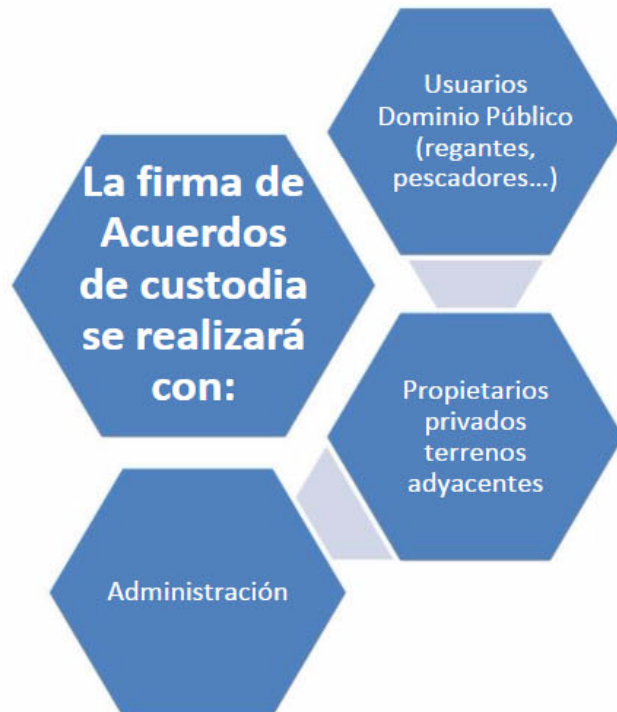 La firma de
Acuerdos
de custodia
se realizará
con:
Usuarios
Dominio Público
(regantes,
pescadores...)
Propietarios
privados
terrenos
adyacentes
Administración